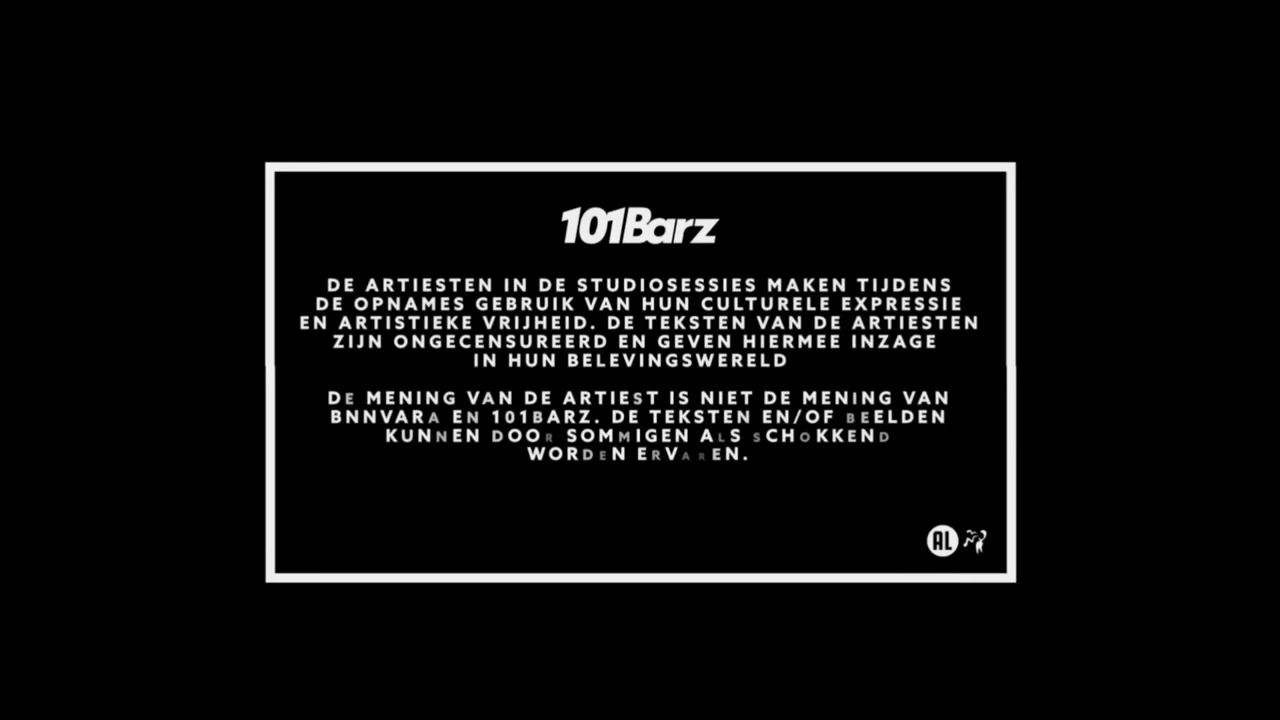 101Barz
DE ARTIESTEN IN DE STUDIOSESSIES MAKEN TIJDENS
DE OPNAMES GEBRUIK VAN HUN CULTURELE EXPRESSIE
EN ARTISTIEKE VRIJHEID. DE TEKSTEN VAN DE ARTIESTEN
ZIJN ONGECENSUREERD EN GEVEN HIERMEE INZAGE
IN HUN BELEVINGSWERELD
DE MENING VAN DE ARTIEST IS NIET DE MENING VAN
BNNVARA EN 101BARZ. DE TEKSTEN EN/OF BEELDEN
KUNNEN DOOR SOMMIGEN ALS SCHOKKEND
WORDEN ERVAREN.
AL